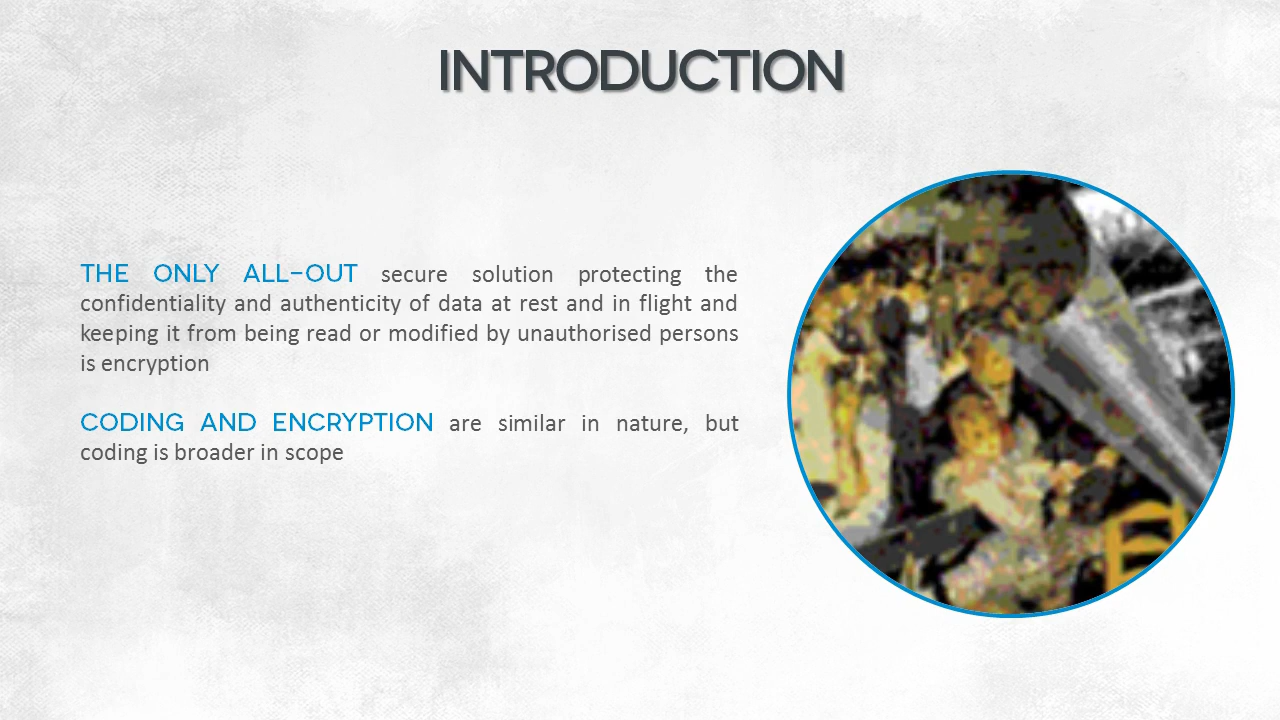 INTRODUCTION
THE ONLY ALL-OUT secure solution protecting the
confidentiality and authenticity of data at rest and in flight and
keeping it from being read or modified by unauthorised persons
is encryption
CODING AND ENCRYPTION are similar in nature, but
coding is broader in scope